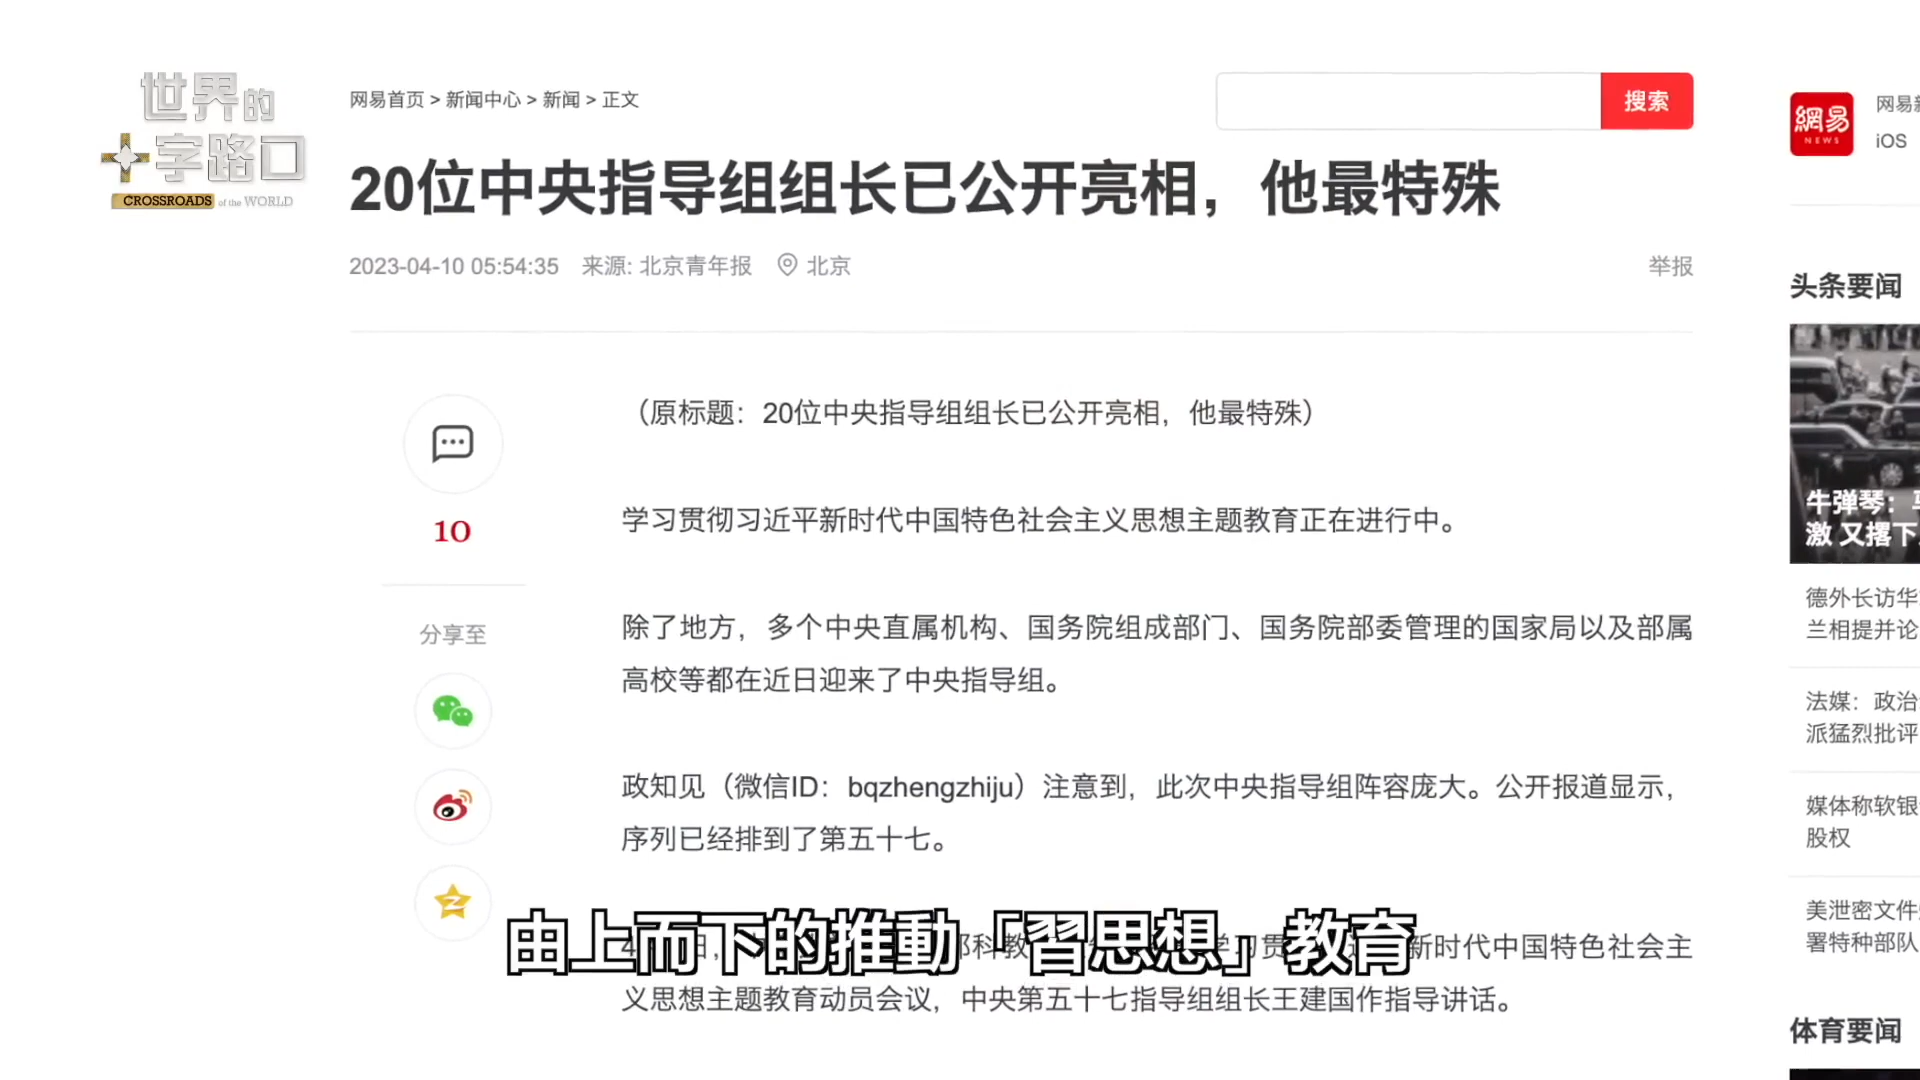 世界的
十字路口
CROSSROADS of the WORLD
网易首页 > 新闻中心 > 新闻 > 正文
搜索
網易
NEWS
网易新
iOS
20位中央指导组组长已公开亮相，他最特殊
2023-04-10 05:54:35 来源: 北京青年报 北京
举报
头条要闻
（原标题：20位中央指导组组长已公开亮相，他最特殊）
10
学习贯彻习近平新时代中国特色社会主义思想主题教育正在进行中。
牛弹琴：
激 又撂下
分享至
除了地方，多个中央直属机构、国务院组成部门、国务院部委管理的国家局以及部属
高校等都在近日迎来了中央指导组。
德外长访华
兰相提并论
法媒：政治
派猛烈批评
政知见（微信ID：bqzhengzhiju）注意到，此次中央指导组阵容庞大。公开报道显示，
序列已经排到了第五十七。
媒体称软银
股权
美泄密文件
署特种部队
由上而下的推動「習思想」教育
新时代中国特色社会主
义思想主题教育动员会议，中央第五十七指导组组长王建国作指导讲话。
体育要闻